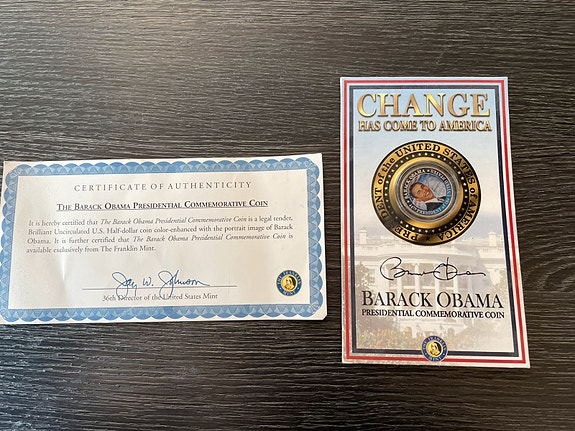 CERTIFICATE OF AUTHENTICITY
THE BARACK OBAMA PRESIDENTIAL COMMEMORATIVE COIN
It is hereby certified that The Barack Obama Presidential Commemorative Coin is a legal tender,
Brilliant Uncirculated U.S. Half-dollar coin color-enhanced with the portrait image of Barack
Obama. It is further certified that The Barack Obama Presidential Commemorative Coin is
available exclusively from The Franklin Mint.
Jay W. Johnson
36th Director of the United States Mint
CHANGE
HAS COME TO AMERICA
PRESIDENT of the UNITED STATES of AMERICA
BARACK OBAMA
PRESIDENTIAL COMMEMORATIVE COIN